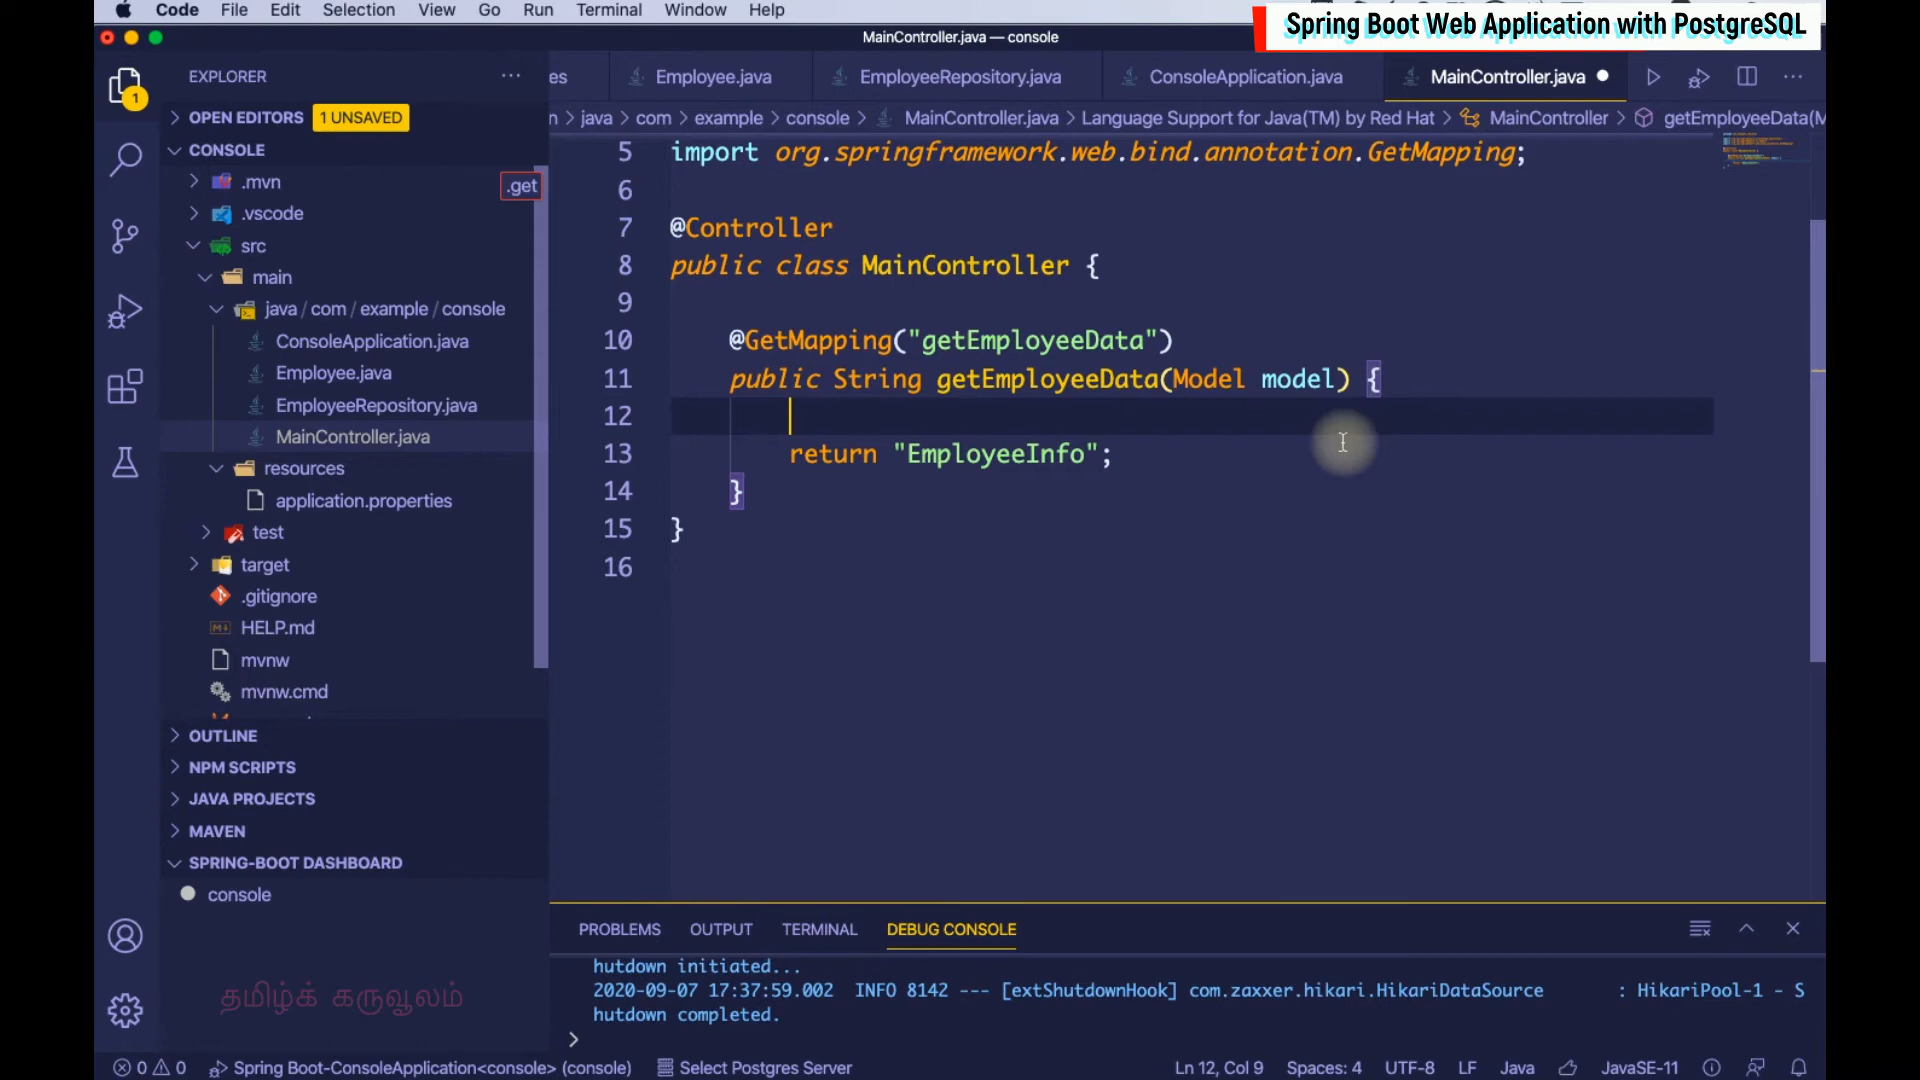 Code File Edit Selection View Go Run Terminal Window Help
Spring Boot Web Application with PostgreSQL
MainController.java — console
EXPLORER
es Employee.java EmployeeRepository.java ConsoleApplication.java MainController.java
1
OPEN EDITORS 1 UNSAVED
n > java > com > example > console > MainController.java > Language Support for Java(TM) by Red Hat > MainController > getEmployeeData(M
CONSOLE
.mvn
.get
.vscode
src
main
java / com / example / console
ConsoleApplication.java
Employee.java
EmployeeRepository.java
MainController.java
resources
application.properties
test
target
.gitignore
HELP.md
mvnw
mvnw.cmd
OUTLINE
NPM SCRIPTS
JAVA PROJECTS
MAVEN
SPRING-BOOT DASHBOARD
console
தமிழ்க் கருவூலம்
5 import org.springframework.web.bind.annotation.GetMapping;
6
7 @Controller
8 public class MainController {
9
10 @GetMapping("getEmployeeData")
11 public String getEmployeeData(Model model) {
12
13 return "EmployeeInfo";
14 }
15 }
16
PROBLEMS OUTPUT TERMINAL DEBUG CONSOLE
hutdown initiated...
2020-09-07 17:37:59.002 INFO 8142 --- [extShutdownHook] com.zaxxer.hikari.HikariDataSource : HikariPool-1 - S
hutdown completed.
>
0 0 Spring Boot-ConsoleApplication<console> (console) Select Postgres Server Ln 12, Col 9 Spaces: 4 UTF-8 LF Java JavaSE-11